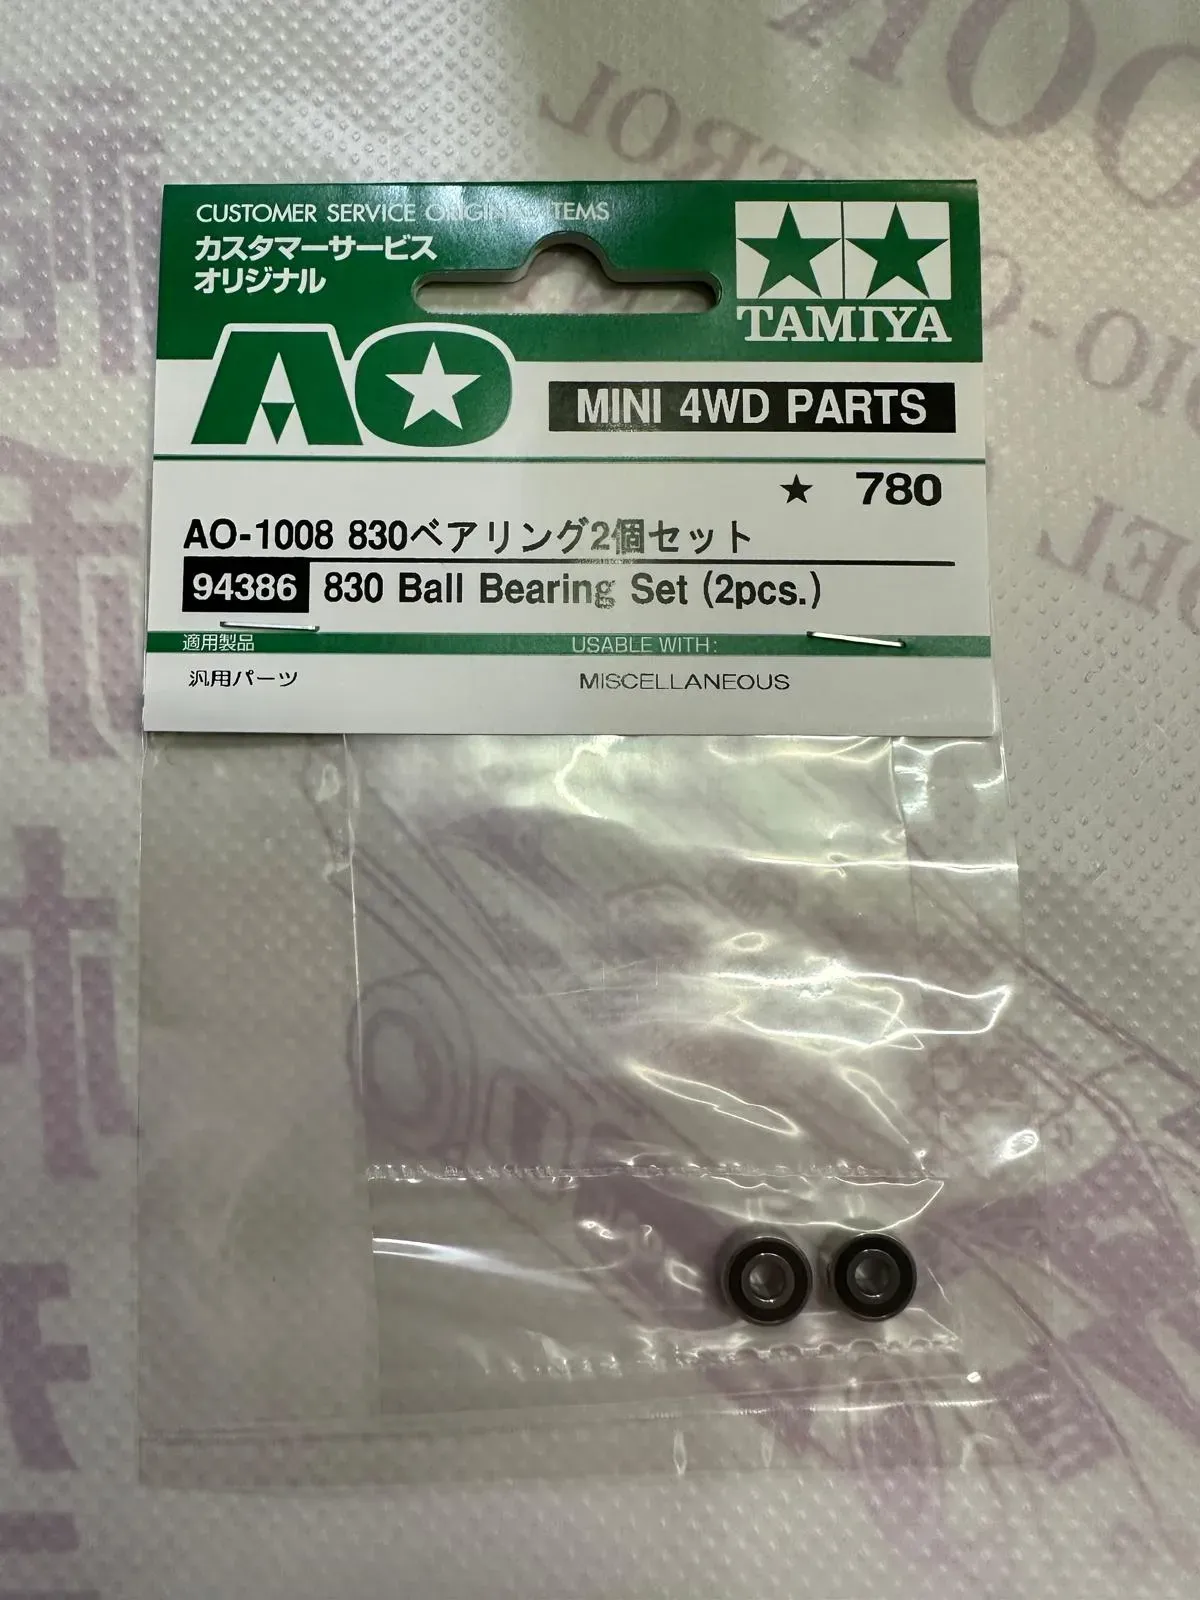 CUSTOMER SERVICE ORIGINAL ITEMS
カスタマーサービス
オリジナル
TAMIYA
AO
MINI 4WD PARTS
★ 780
AO-1008 830ベアリング2個セット
94386 830 Ball Bearing Set (2pcs.)
適用製品 USABLE WITH:
汎用パーツ MISCELLANEOUS